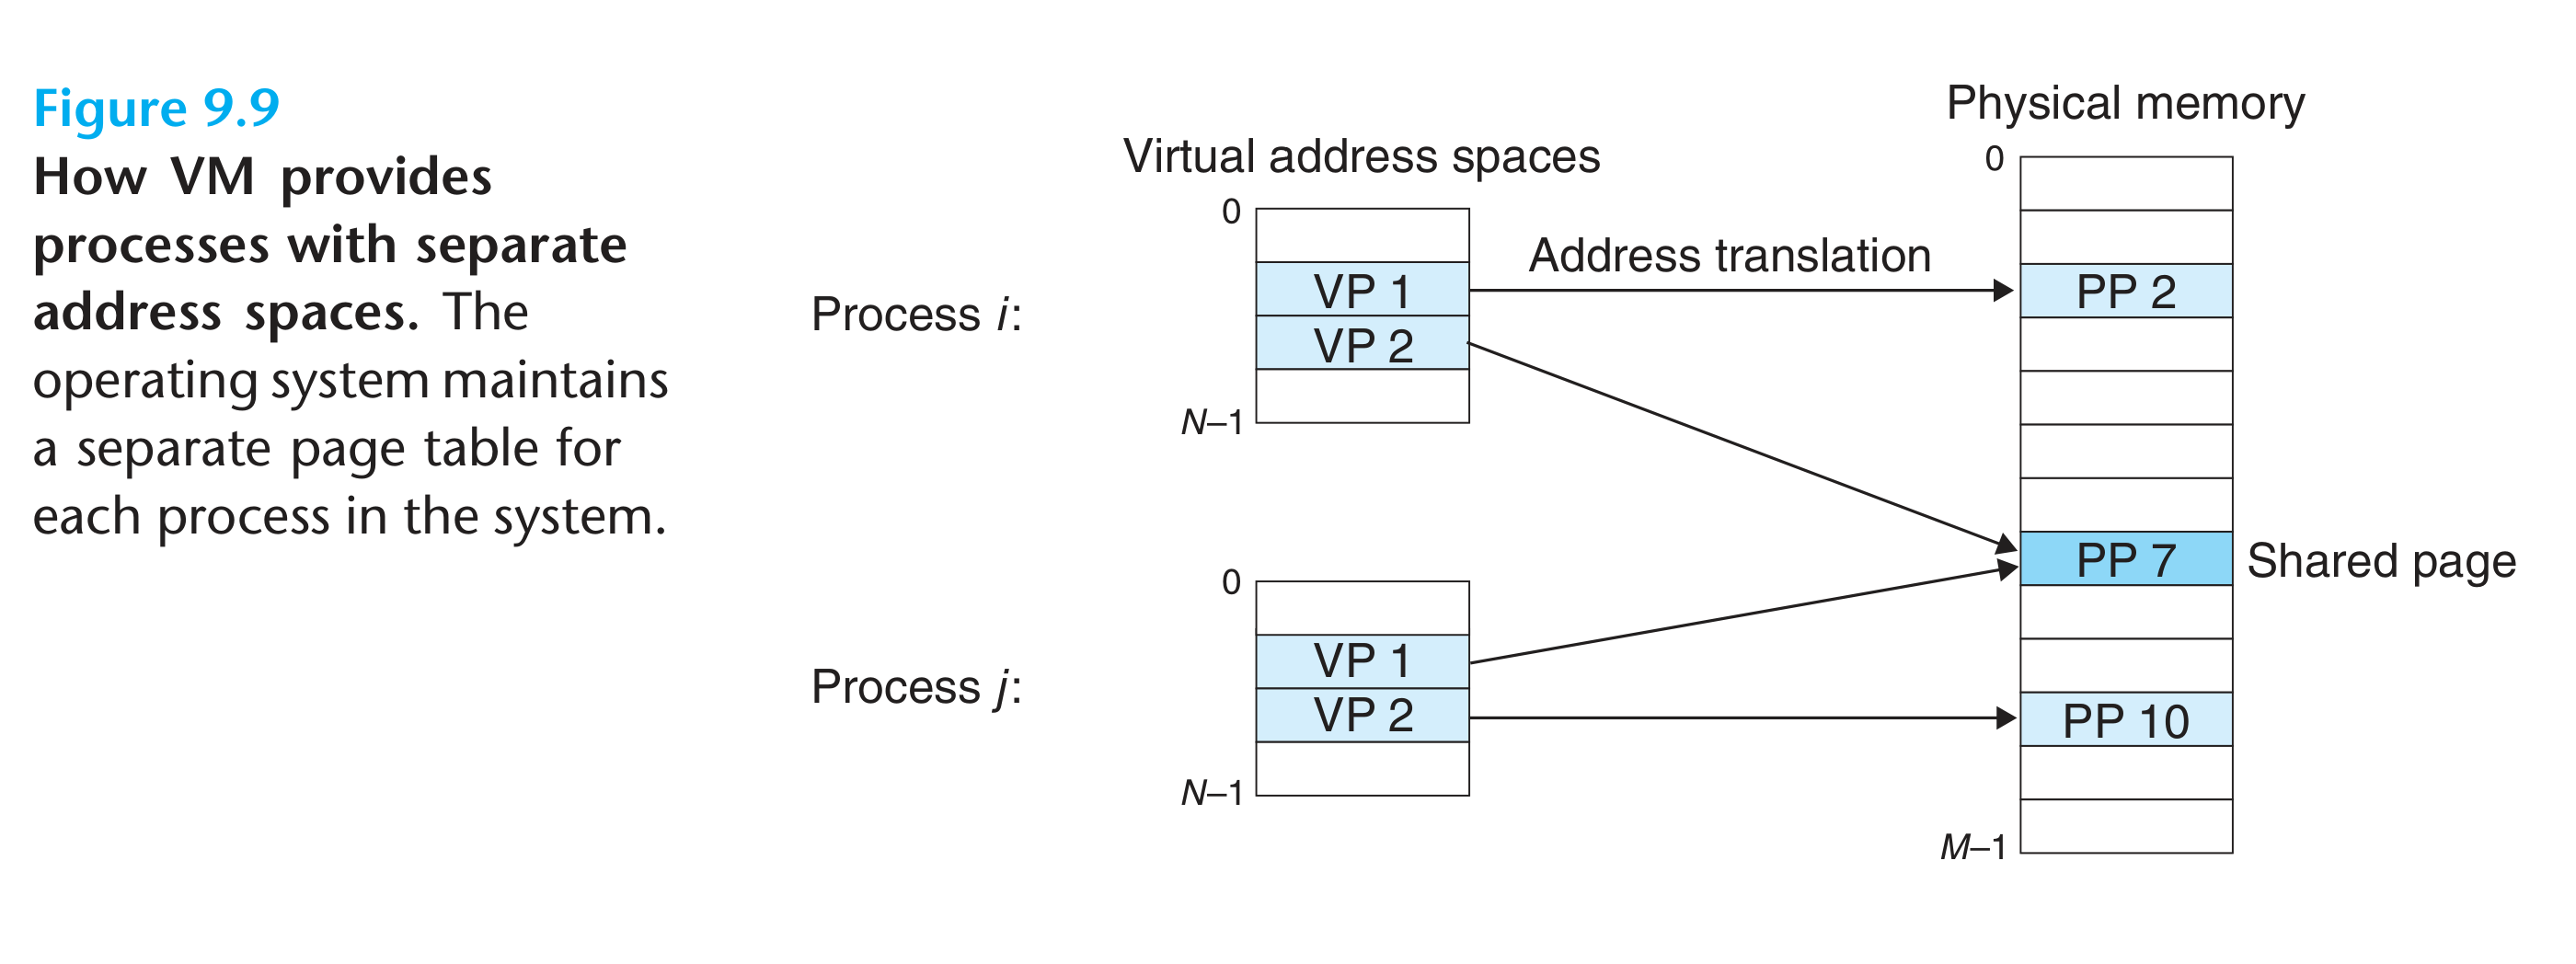 Figure 9.9
How VM provides
processes with separate
address spaces. The
operating system maintains
a separate page table for
each process in the system.
Virtual address spaces
Physical memory
Process i:
0
VP 1
VP 2
N–1
Address translation
Process j:
0
VP 1
VP 2
N–1
0
PP 2
PP 7
Shared page
PP 10
M–1